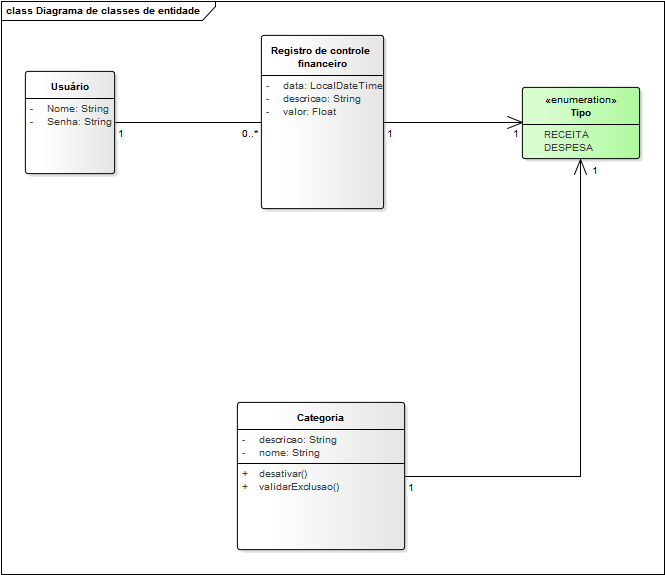 class Diagrama de classes de entidade
Usuário
- Nome: String
- Senha: String
1
0..*
Registro de controle
financeiro
- data: LocalDateTime
- descricao: String
- valor: Float
1
1
«enumeration»
Tipo
RECEITA
DESPESA
1
Categoria
- descricao: String
- nome: String
+ desativar()
+ validarExclusao()
1